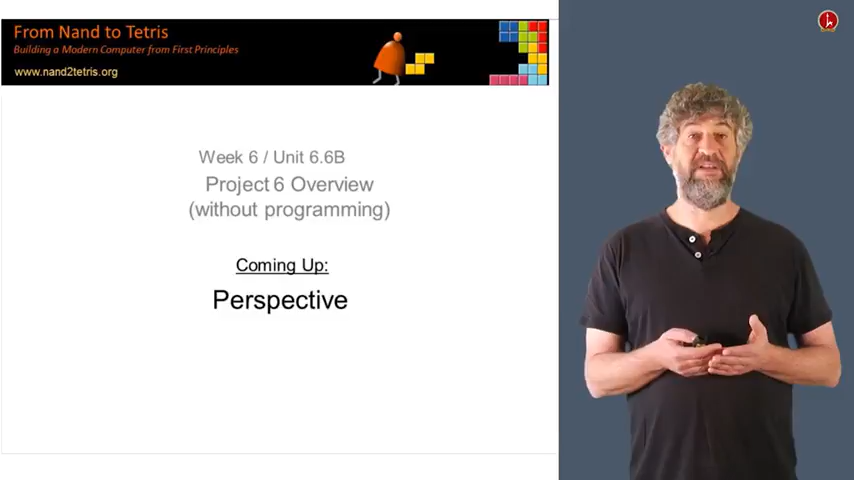 From Nand to Tetris
Building a Modern Computer from First Principles
www.nand2tetris.org
Week 6 / Unit 6.6B
Project 6 Overview
(without programming)
Coming Up:
Perspective